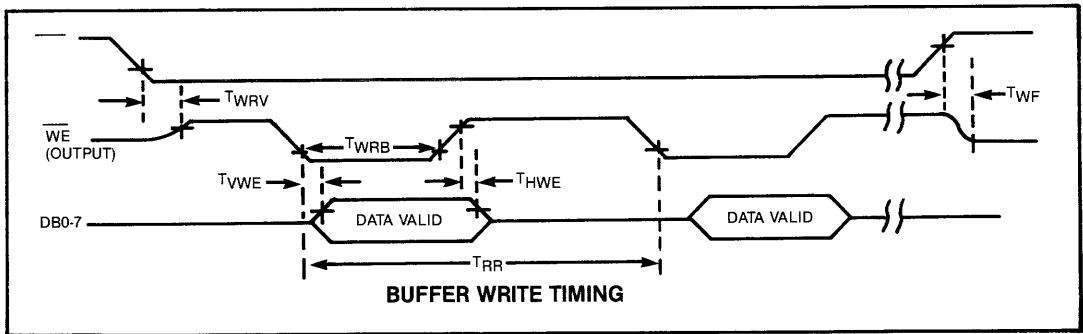 TWRV
TWF
WE
(OUTPUT)
TWRB
TVWE
THWE
DB0-7
DATA VALID
DATA VALID
TRR
BUFFER WRITE TIMING